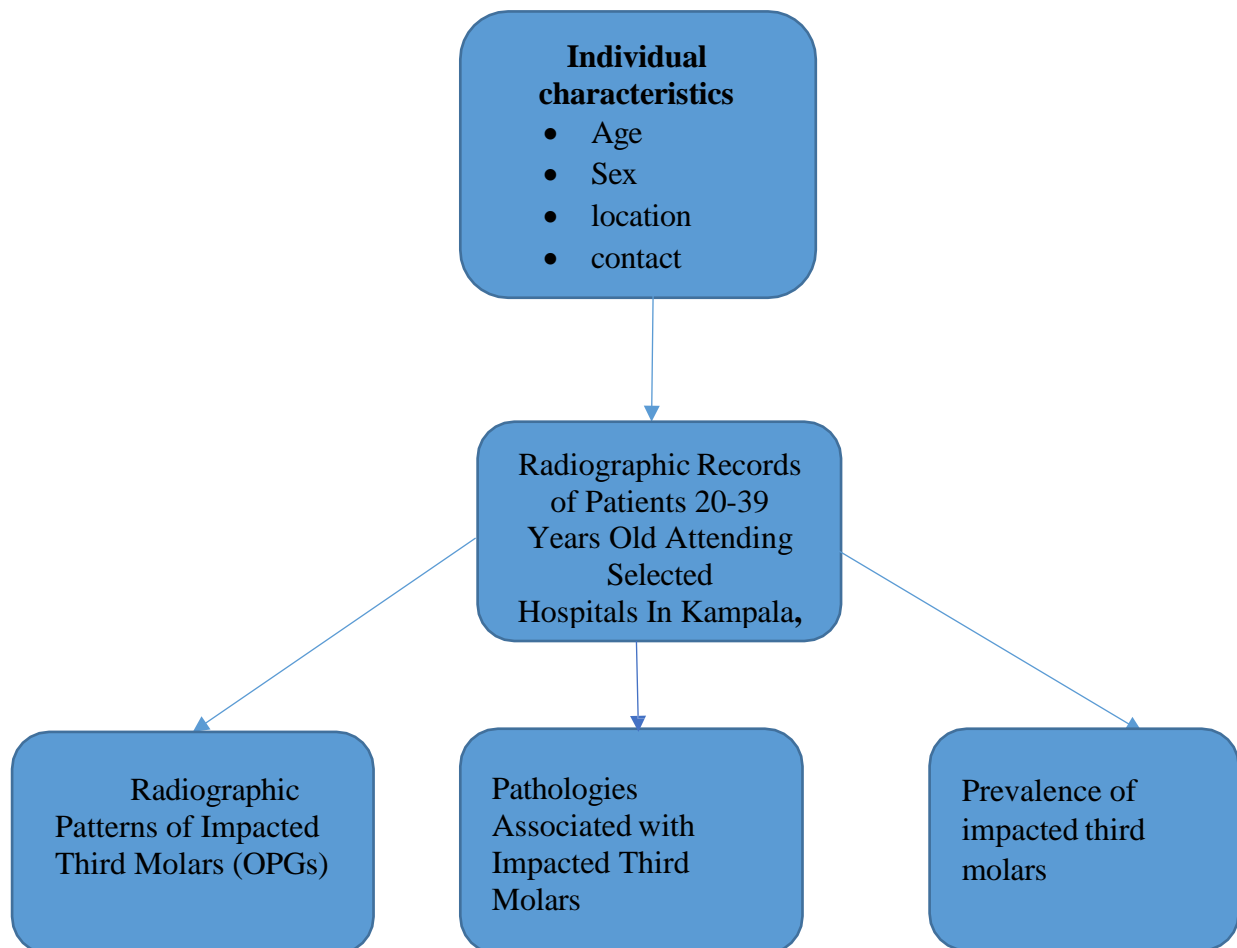 Individual
characteristics
• Age
• Sex
• location
• contact
Radiographic Records
of Patients 20-39
Years Old Attending
Selected
Hospitals In Kampala,
Radiographic
Patterns of Impacted
Third Molars (OPGs)
Pathologies
Associated with
Impacted Third
Molars
Prevalence of
impacted third
molars